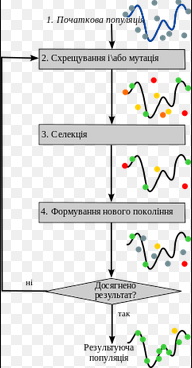 1. Початкова популяція
2. Схрещування і\або мутація
3. Селекція
4. Формування нового покоління
Досягнено
результат?
ні
так
Результуюча
популяція